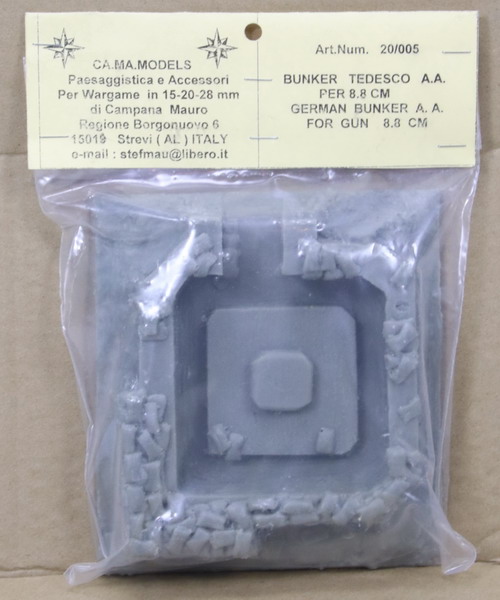 CA.MA.MODELS
Paesaggistica e Accessori
Per Wargame in 15-20-28 mm
di Campana Mauro
Regione Borgonuovo 6
15019 Strevi ( AL ) ITALY
e-mail : stefmau@libero.it
Art.Num. 20/005
BUNKER TEDESCO A.A.
PER 8.8 CM
GERMAN BUNKER A. A.
FOR GUN 8.8 CM